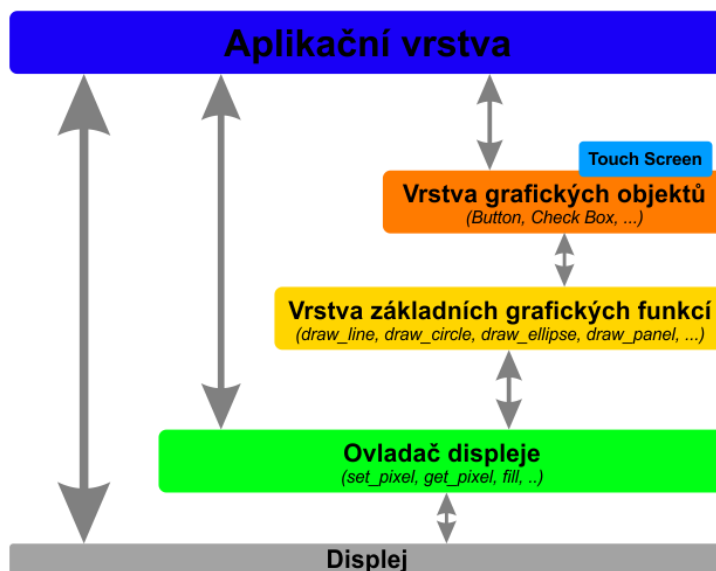 Aplikační vrstva
Touch Screen
Vrstva grafických objektů
(Button, Check Box, ...)
Vrstva základních grafických funkcí
(draw_line, draw_circle, draw_ellipse, draw_panel, ...)
Ovladač displeje
(set_pixel, get_pixel, fill, ..)
Displej